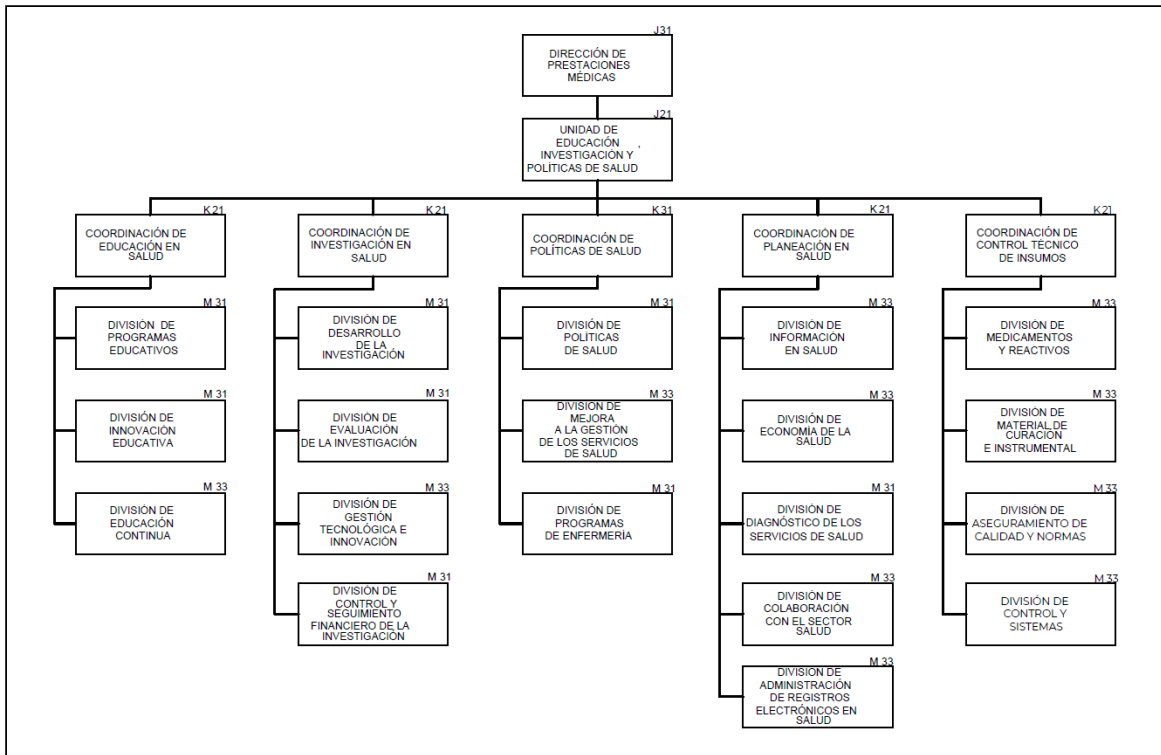 J31
DIRECCIÓN DE
PRESTACIONES
MÉDICAS
J21
UNIDAD DE
EDUCACIÓN ,
INVESTIGACIÓN Y
POLÍTICAS DE SALUD
K 21
COORDINACIÓN DE
EDUCACIÓN EN
SALUD
K 21
COORDINACIÓN DE
INVESTIGACIÓN EN
SALUD
K 31
COORDINACIÓN DE
POLÍTICAS DE SALUD
K 21
COORDINACIÓN DE
PLANEACIÓN EN
SALUD
K 21
COORDINACIÓN DE
CONTROL TÉCNICO
DE INSUMOS
M 31
DIVISIÓN DE
PROGRAMAS
EDUCATIVOS
M 31
DIVISIÓN DE
DESARROLLO
DE LA
INVESTIGACIÓN
M 31
DIVISIÓN DE
POLÍTICAS
DE SALUD
M 33
DIVISIÓN DE
INFORMACIÓN
EN SALUD
M 33
DIVISIÓN DE
MEDICAMENTOS
Y REACTIVOS
M 31
DIVISIÓN DE
INNOVACIÓN
EDUCATIVA
M 31
DIVISIÓN DE
EVALUACIÓN
DE LA INVESTIGACIÓN
M 33
DIVISIÓN DE
MEJORA
A LA GESTIÓN
DE LOS SERVICIOS
DE SALUD
M 33
DIVISIÓN DE
ECONOMÍA DE LA
SALUD
M 33
DIVISIÓN DE
MATERIAL DE
CURACIÓN
E INSTRUMENTAL
M 33
DIVISIÓN DE
EDUCACIÓN
CONTINUA
M 33
DIVISIÓN DE
GESTIÓN
TECNOLÓGICA E
INNOVACIÓN
M 31
DIVISIÓN DE
PROGRAMAS
DE ENFERMERÍA
M 31
DIVISIÓN DE
DIAGNÓSTICO DE LOS
SERVICIOS DE SALUD
M 33
DIVISIÓN DE
ASEGURAMIENTO DE
CALIDAD Y NORMAS
M 31
DIVISIÓN DE
CONTROL Y
SEGUIMIENTO
FINANCIERO DE LA
INVESTIGACIÓN
M 33
DIVISIÓN DE
COLABORACIÓN
CON EL SECTOR
SALUD
M 33
DIVISIÓN DE
CONTROL Y
SISTEMAS
M 33
DIVISION DE
ADMINISTRACIÓN
DE REGISTROS
ELECTRÓNICOS EN
SALUD